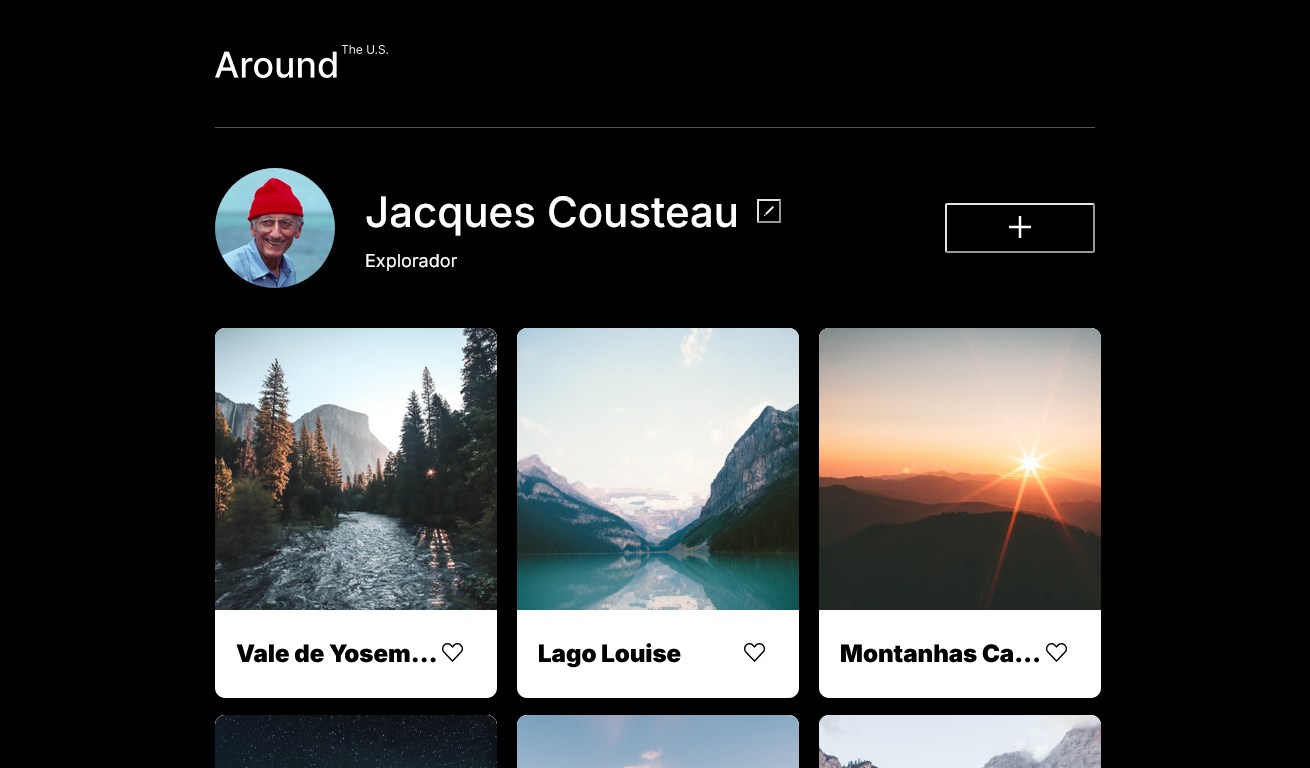 Around The U.S.
Jacques Cousteau
Explorador
Vale de Yosem...
Lago Louise
Montanhas Ca...